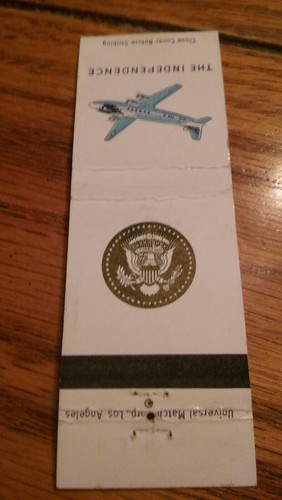 Close Cover Before Striking
THE INDEPENDENCE
Universal Match Corp., Los Angeles